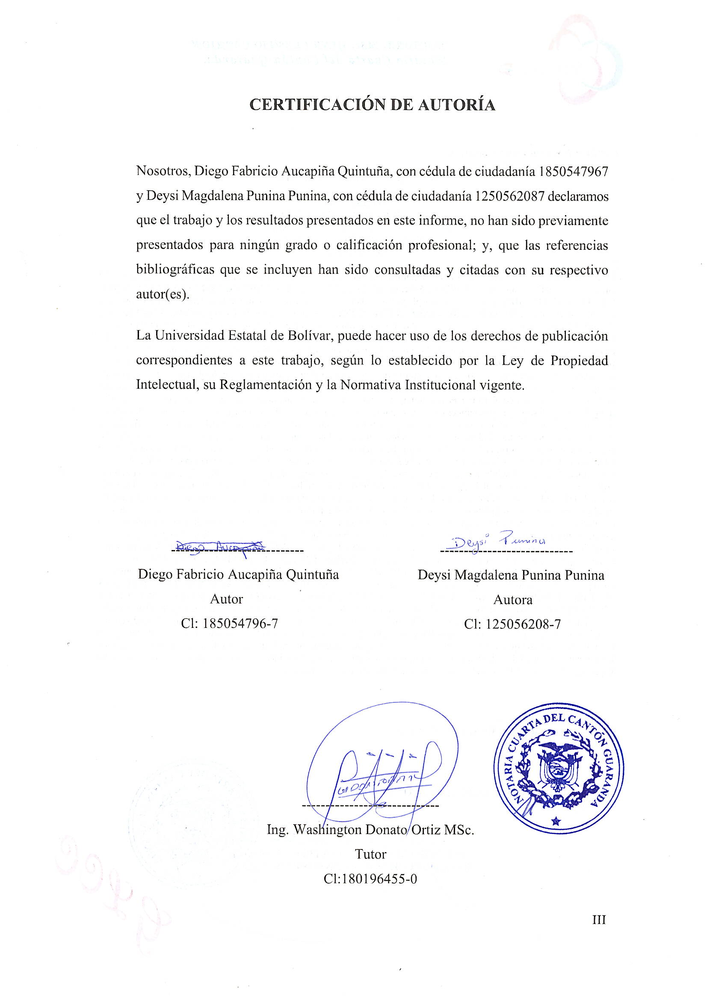 CERTIFICACIÓN DE AUTORÍA
Nosotros, Diego Fabricio Aucapiña Quintuña, con cédula de ciudadanía 1850547967
y Deysi Magdalena Punina Punina, con cédula de ciudadanía 1250562087 declaramos
que el trabajo y los resultados presentados en este informe, no han sido previamente
presentados para ningún grado o calificación profesional; y, que las referencias
bibliográficas que se incluyen han sido consultadas y citadas con su respectivo
autor(es).
La Universidad Estatal de Bolívar, puede hacer uso de los derechos de publicación
correspondientes a este trabajo, según lo establecido por la Ley de Propiedad
Intelectual, su Reglamentación y la Normativa Institucional vigente.
Diego Aucapiña
Deysi Punina
Diego Fabricio Aucapiña Quintuña
Deysi Magdalena Punina Punina
Autor
Autora
Cl: 185054796-7
Cl: 125056208-7
NOTARIA CUARTA DEL CANTÓN GUARANDA
Ing. Washington Donato Ortiz MSc.
Tutor
Cl:180196455-0
III